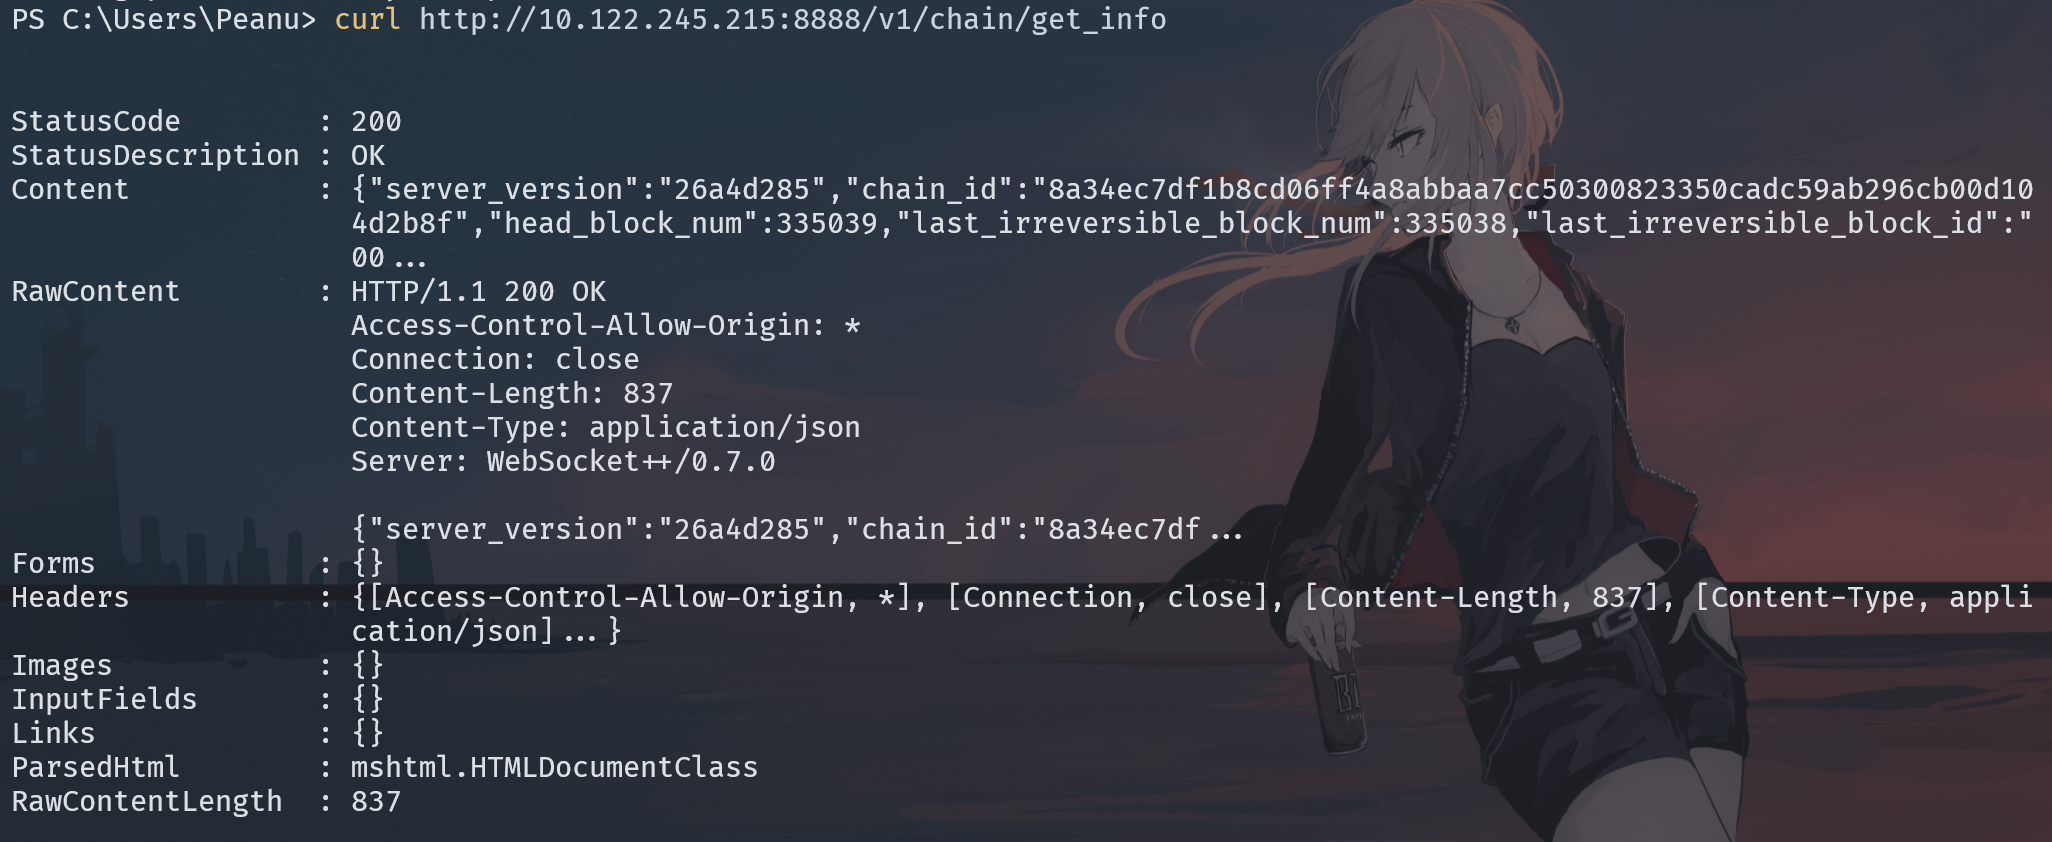 PS C:\Users\Peanu> curl http://10.122.245.215:8888/v1/chain/get_info
StatusCode        : 200
StatusDescription : OK
Content           : {"server_version":"26a4d285","chain_id":"8a34ec7df1b8cd06ff4a8abbaa7cc50300823350cadc59ab296cb00d10
                    4d2b8f","head_block_num":335039,"last_irreversible_block_num":335038,"last_irreversible_block_id":"
                    00...
RawContent        : HTTP/1.1 200 OK
                    Access-Control-Allow-Origin: *
                    Connection: close
                    Content-Length: 837
                    Content-Type: application/json
                    Server: WebSocket++/0.7.0
                    {"server_version":"26a4d285","chain_id":"8a34ec7df...
Forms             : {}
Headers           : {[Access-Control-Allow-Origin, *], [Connection, close], [Content-Length, 837], [Content-Type, appli
                    cation/json]...}
Images            : {}
InputFields       : {}
Links             : {}
ParsedHtml        : mshtml.HTMLDocumentClass
RawContentLength  : 837